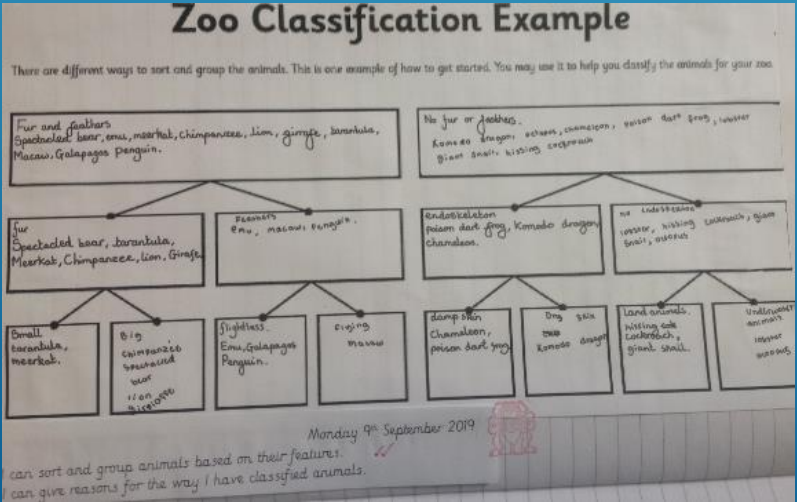 Zoo Classification Example
There are different ways to sort and group the animals. This is one example of how to get started. You may use it to help you classify the animals for your zoo.
Fur and feathers
Spectacled bear, emu, meerkat, chimpanzee, lion, girrafe, tarantula,
Macaw, Galapagos Penguin.
No fur or feathers.
Komodo dragon, octopus, chameleon, poison dart frog, lobster
giant snail, hissing cockroach
fur
Spectacled bear, tarantula,
Meerkat, Chimpanzee, lion, Girafe
Feathers
emu, macaw, Penguin.
endoskeleton
poison dart frog, Komodo dragon,
Chameleon.
no endoskeleton
lobster, hissing cockroach, giant
snail, octopus
Small
tarantula,
meerkat.
Big
chimpanzee
spectacled
bear
lion
flightless.
Emu, Galapagos
Penguin.
Flying
macaw
damp skin
Chameleon,
poison dart frog
Dry skin
Komodo dragon
Land animals.
hissing
cockroach,
giant snail.
Underwater
animals
lobster
octopus
Monday 9th September 2019
I can sort and group animals based on their features.
I can give reasons for the way I have classified animals.